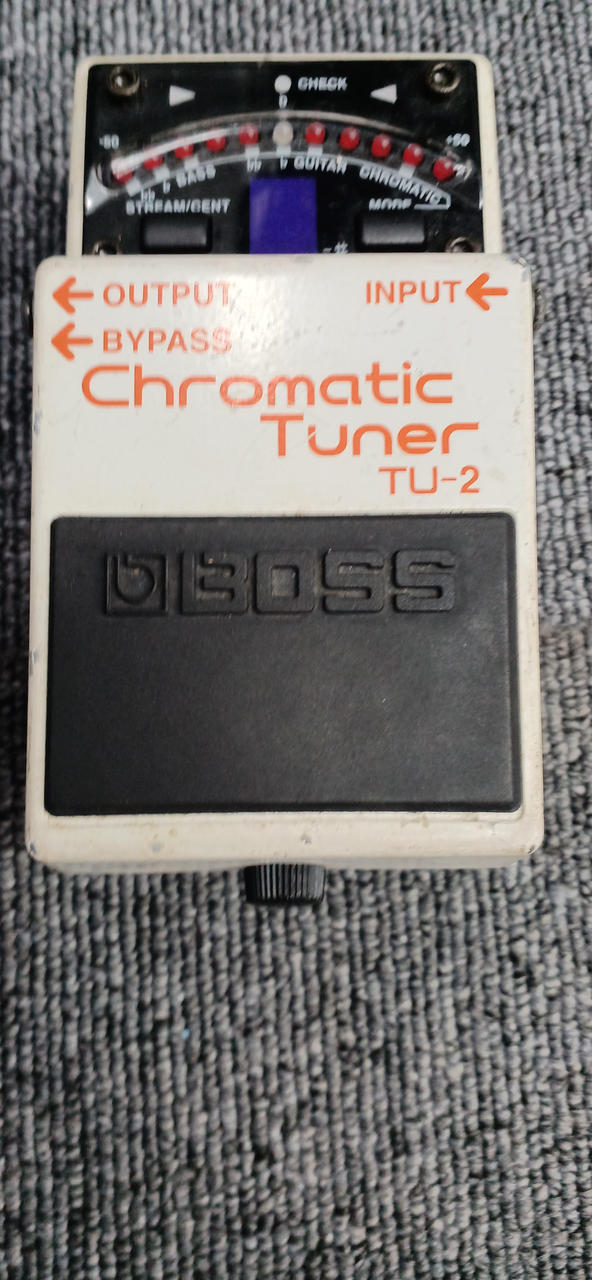 CHECK
0
-50 +50
♭♭ ♭ BASS ♭♭ ♭ GUITAR CHROMATIC
STREAM/CENT MODE
-#
OUTPUT INPUT
BYPASS
Chromatic
Tuner
TU-2
BOSS